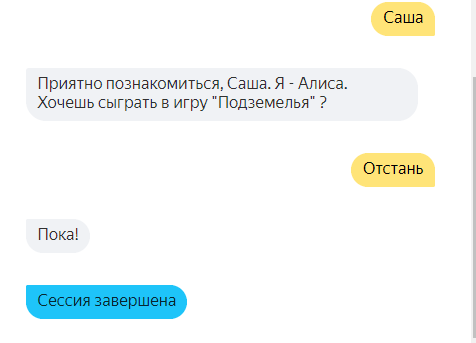 Саша
Приятно познакомиться, Саша. Я - Алиса.
Хочешь сыграть в игру "Подземелья" ?
Отстань
Пока!
Сессия завершена